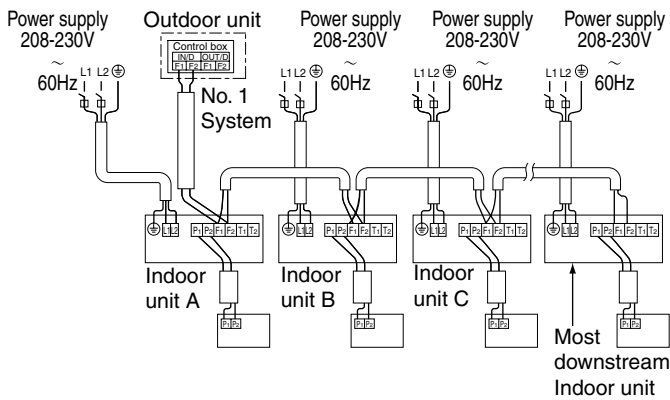 Power supply
208-230V
~
60Hz
L1 L2
Outdoor unit
Control box
IN/D OUT/D
F1 F2 F1 F2
No. 1
System
Power supply
208-230V
~
60Hz
L1 L2
Power supply
208-230V
~
60Hz
L1 L2
Power supply
208-230V
~
60Hz
L1 L2
L1 L2
P1 P2 F1 F2 T1 T2
Indoor
unit A
P1 P2
L1 L2
P1 P2 F1 F2 T1 T2
Indoor
unit B
P1 P2
L1 L2
P1 P2 F1 F2 T1 T2
Indoor
unit C
P1 P2
L1 L2
P1 P2 F1 F2 T1 T2
P1 P2
Most
downstream
Indoor unit